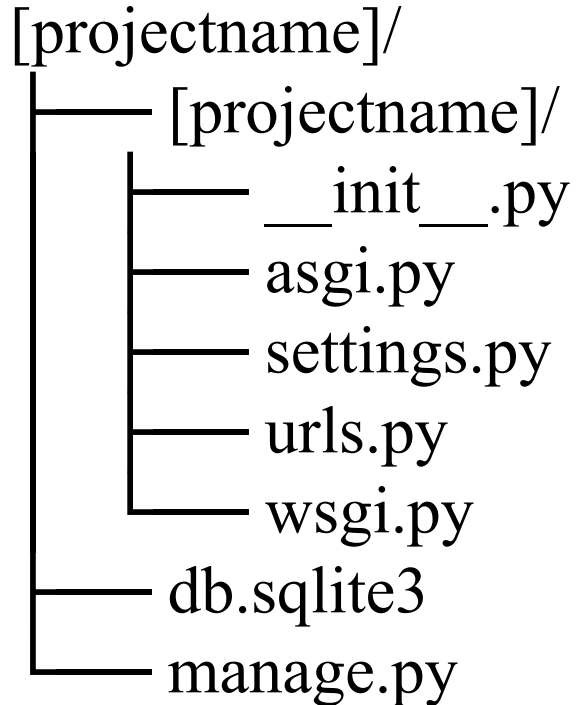 [projectname]/
[projectname]/
__init__.py
asgi.py
settings.py
urls.py
wsgi.py
db.sqlite3
manage.py